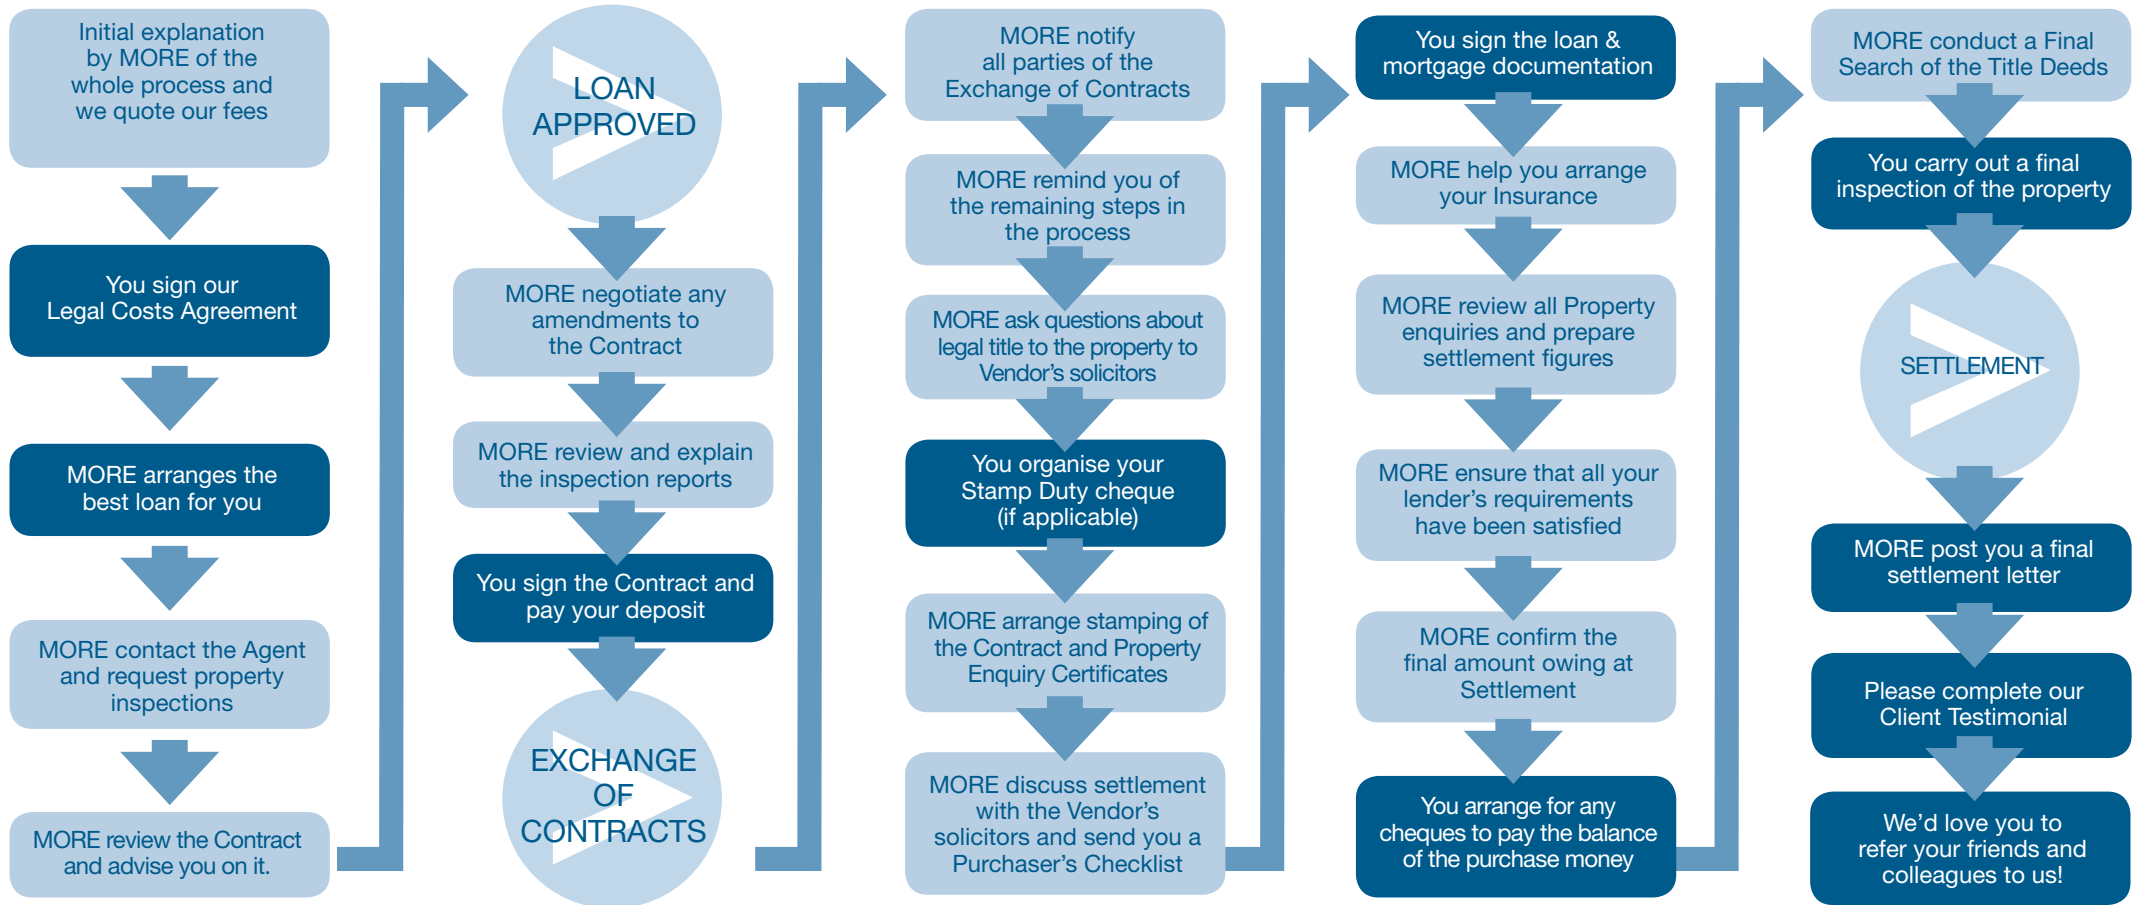 Initial explanation
by MORE of the
whole process and
we quote our fees
You sign our
Legal Costs Agreement
MORE arranges the
best loan for you
MORE contact the Agent
and request property
inspections
MORE review the Contract
and advise you on it.
LOAN
APPROVED
MORE negotiate any
amendments to
the Contract
MORE review and explain
the inspection reports
You sign the Contract and
pay your deposit
EXCHANGE
OF
CONTRACTS
MORE notify
all parties of the
Exchange of Contracts
MORE remind you of
the remaining steps in
the process
MORE ask questions about
legal title to the property to
Vendor’s solicitors
You organise your
Stamp Duty cheque
(if applicable)
MORE arrange stamping of
the Contract and Property
Enquiry Certificates
MORE discuss settlement
with the Vendor’s
solicitors and send you a
Purchaser’s Checklist
You sign the loan &
mortgage documentation
MORE help you arrange
your Insurance
MORE review all Property
enquiries and prepare
settlement figures
MORE ensure that all your
lender’s requirements
have been satisfied
MORE confirm the
final amount owing at
Settlement
You arrange for any
cheques to pay the balance
of the purchase money
MORE conduct a Final
Search of the Title Deeds
You carry out a final
inspection of the property
SETTLEMENT
MORE post you a final
settlement letter
Please complete our
Client Testimonial
We’d love you to
refer your friends and
colleagues to us!